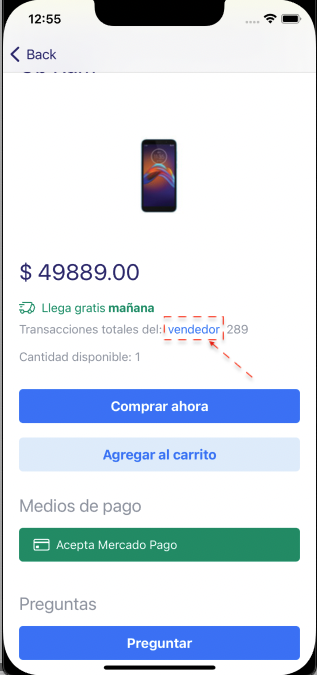 12:55
Back
$ 49889.00
Llega gratis mañana
Transacciones totales del: vendedor 289
Cantidad disponible: 1
Comprar ahora
Agregar al carrito
Medios de pago
Acepta Mercado Pago
Preguntas
Preguntar